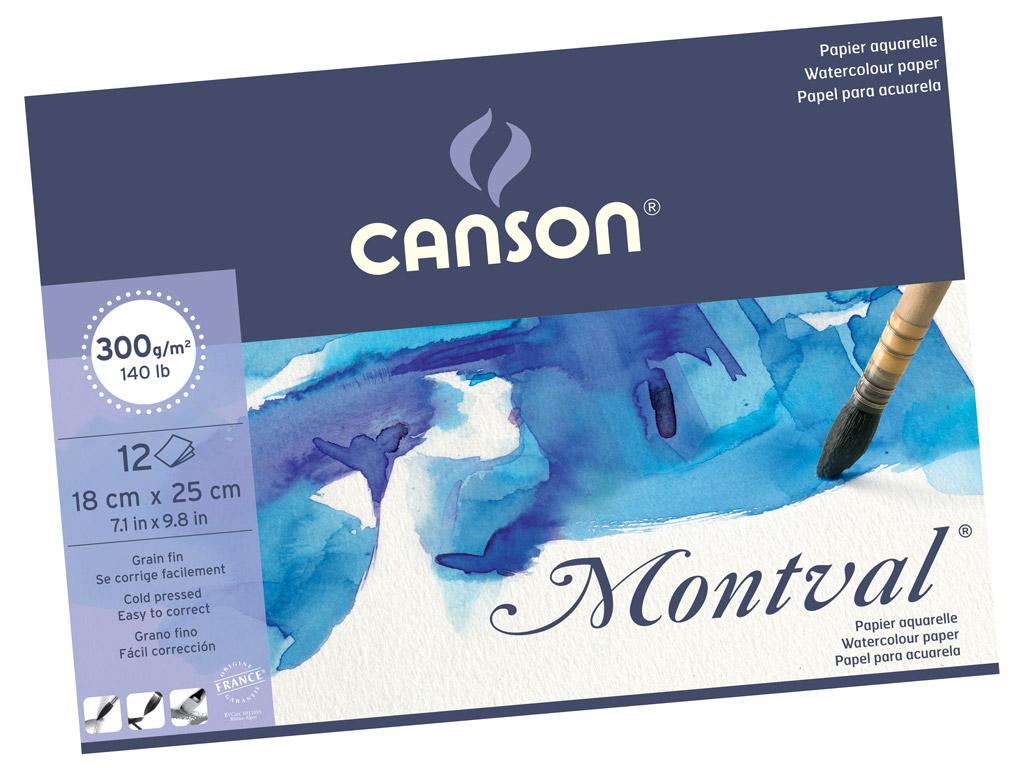 Papier aquarelle
Watercolour paper
Papel para acuarela
CANSON®
300g/m²
140 lb
12
18 cm x 25 cm
7.1 in x 9.8 in
Grain fin
Se corrige facilement
Cold pressed
Easy to correct
Grano fino
Fácil corrección
ORIGINE
FRANCE®
GARANTIE
Rhône-Alpes
Montval®
Papier aquarelle
Watercolour paper
Papel para acuarela